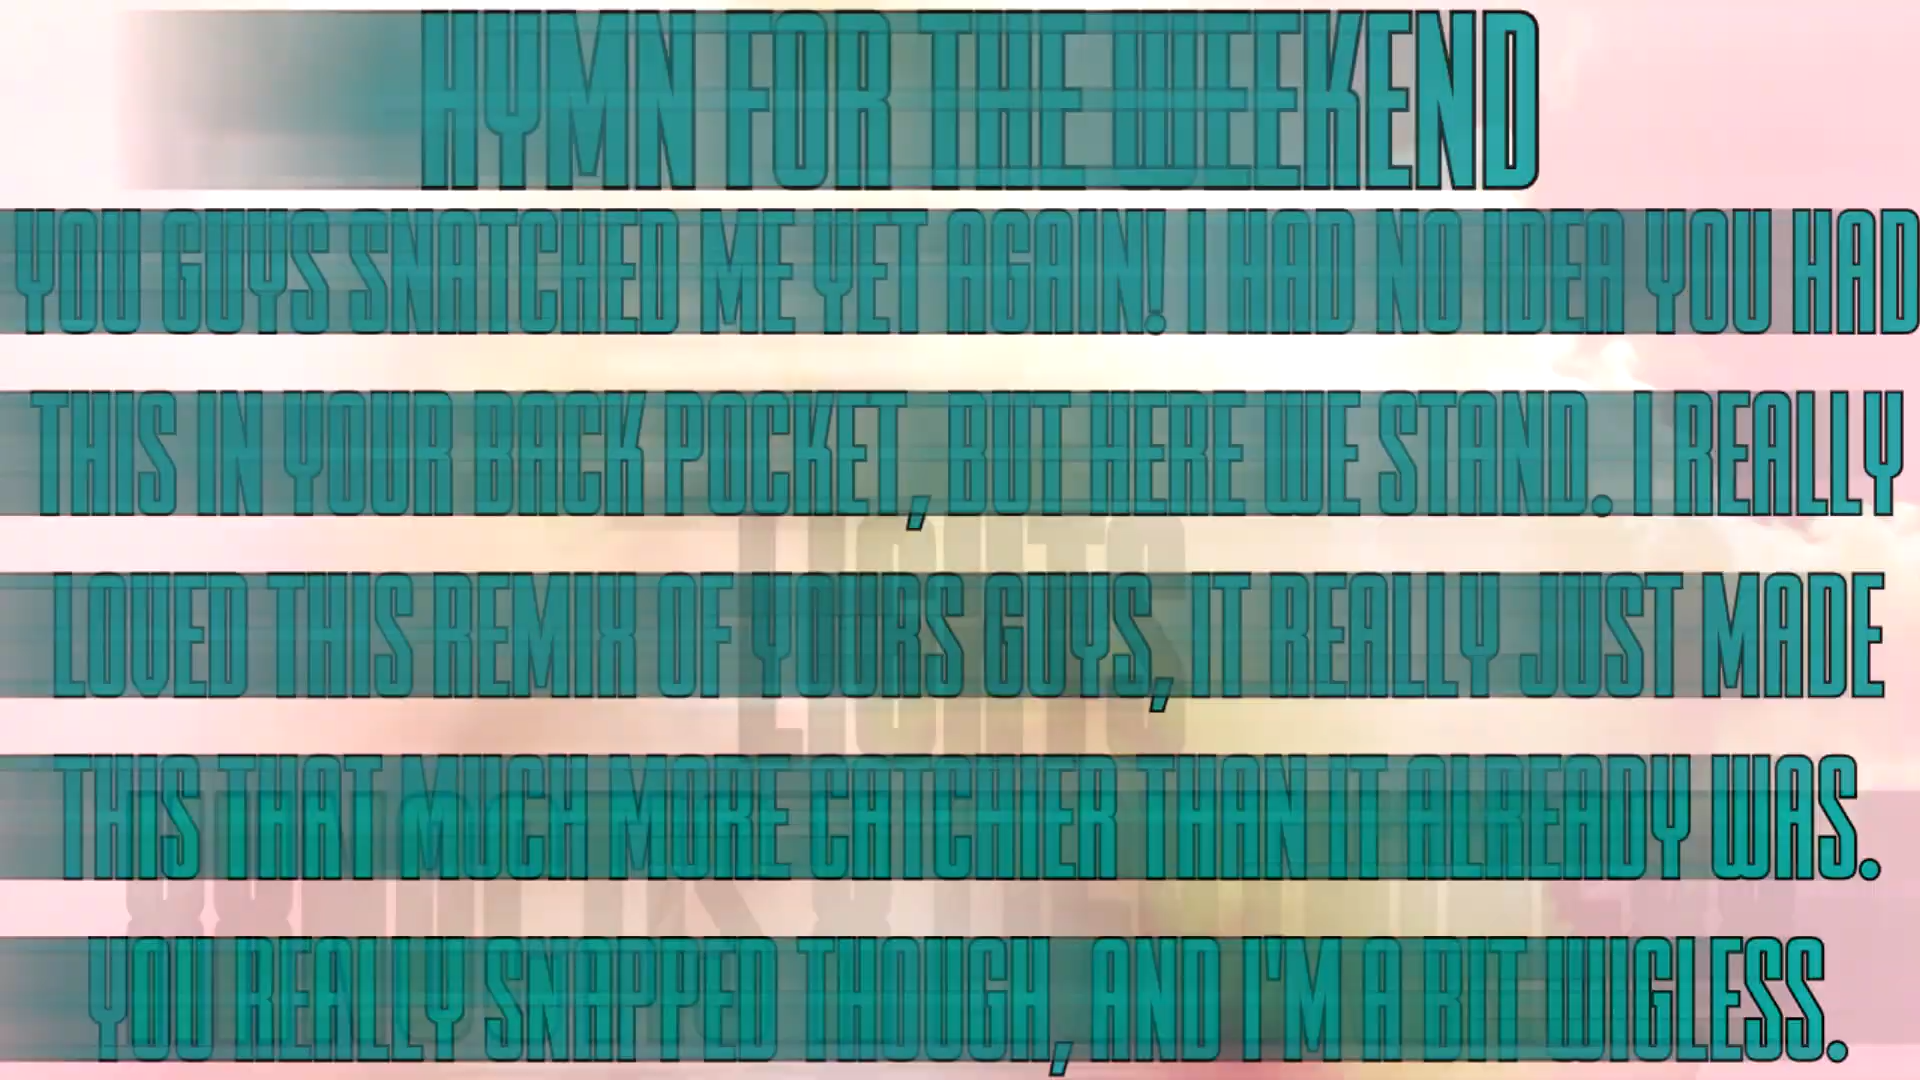 HYMN FOR THE WEEKEND
YOU GUYS SNATCHED ME YET AGAIN! I HAD NO IDEA YOU HAD
THIS IN YOUR BACK POCKET, BUT HERE WE STAND. I REALLY
LIGHTS
LOVED THIS REMIX OF YOURS GUYS, IT REALLY JUST MADE
LIGHTS
THIS THAT MUCH MORE CATCHIER THAN IT ALREADY WAS.
YOU REALLY SNAPPED THOUGH, AND I'M A BIT WIGLESS.